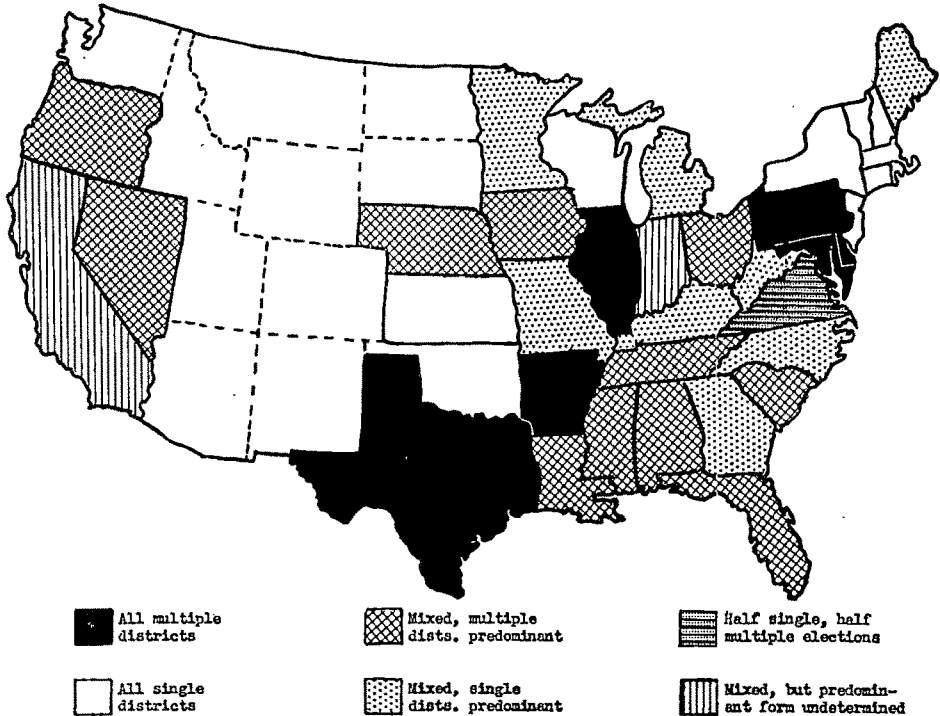 All multiple
districts
Mixed, multiple
dists. predominant
Half single, half
multiple elections
All single
districts
Mixed, single
dists. predominant
Mixed, but predomin-
ant form undetermined